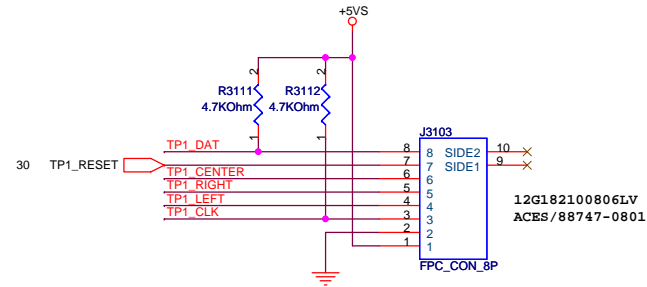 +5VS
2 2
R3111 R3112
4.7KOhm 4.7KOhm
1 1
J3103
TP1_DAT 8 8 SIDE2 10
30 TP1_RESET 7 7 SIDE1 9
TP1_CENTER 6 6
TP1_RIGHT 5 5
TP1_LEFT 4 4
TP1_CLK 3 3
2 2
1 1
FPC_CON_8P
12G182100806LV
ACES/88747-0801